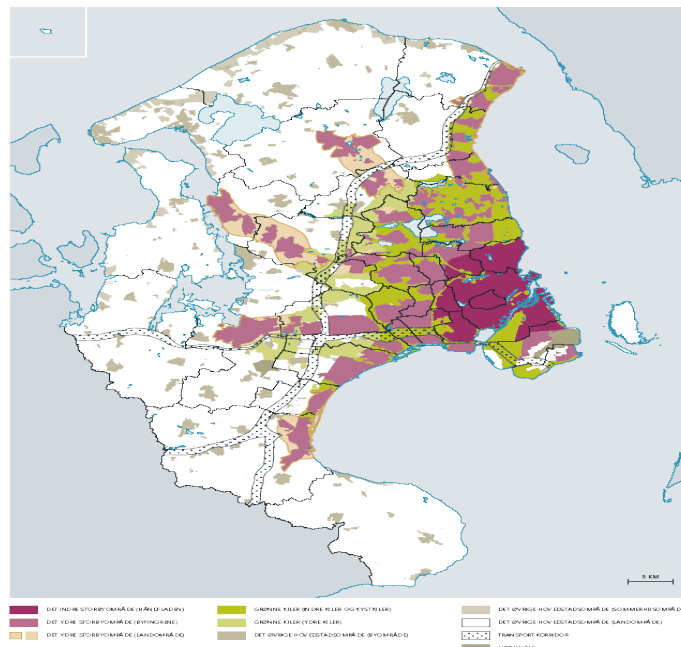 5 KM
DET INDRE STORBYOMRÅDE (HÅNDFLADEN)
DET YDRE STORBYOMRÅDE (BYFINGRENE)
DET YDRE STORBYOMRÅDE (LANDOMRÅDE)
GRØNNE KILER (INDRE KILER OG KYSTKILER)
GRØNNE KILER (YDRE KILER)
DET ØVRIGE HOVEDSTADSOMRÅDE (BYOMRÅDE)
DET ØVRIGE HOVEDSTADSOMRÅDE (SOMMERHUSOMRÅD
DET ØVRIGE HOVEDSTADSOMRÅDE (LANDOMRÅDE)
TRANSPORTKORRIDOR